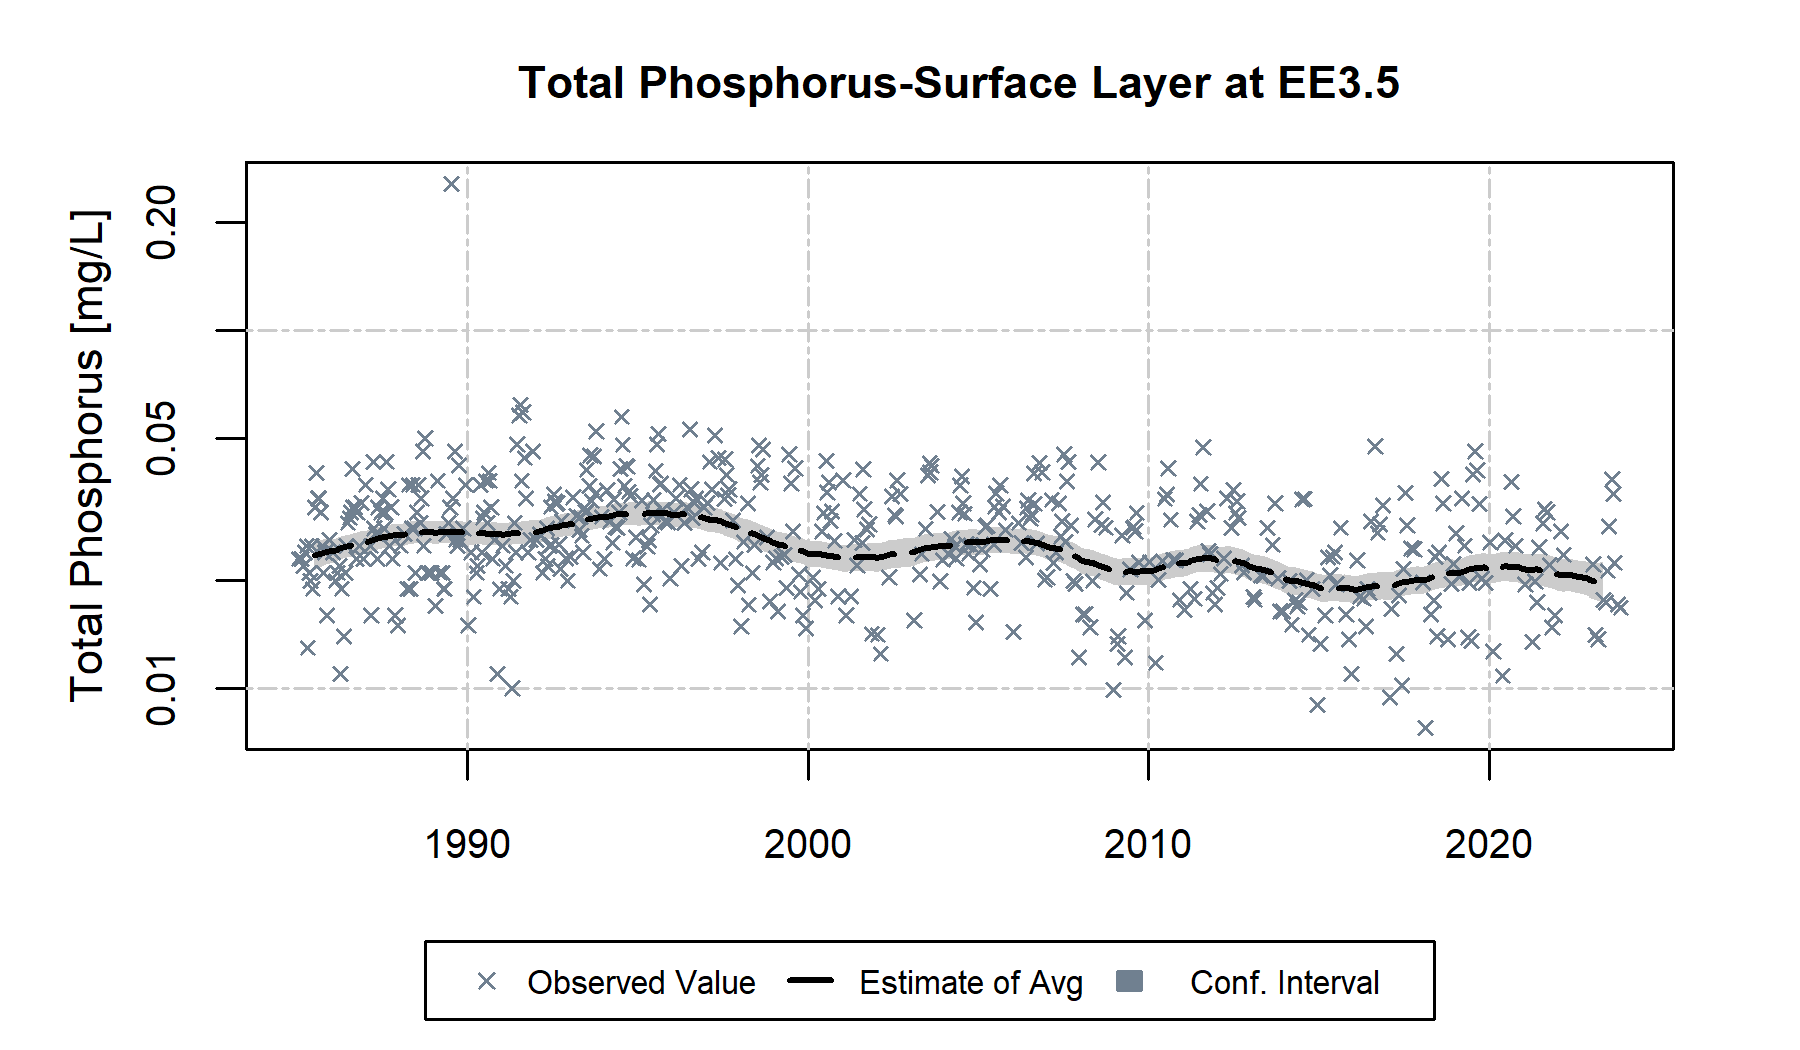 Total Phosphorus-Surface Layer at EE3.5
Total Phosphorus [mg/L]
0.20
0.05
0.01
1990 2000 2010 2020
Observed Value Estimate of Avg Conf. Interval